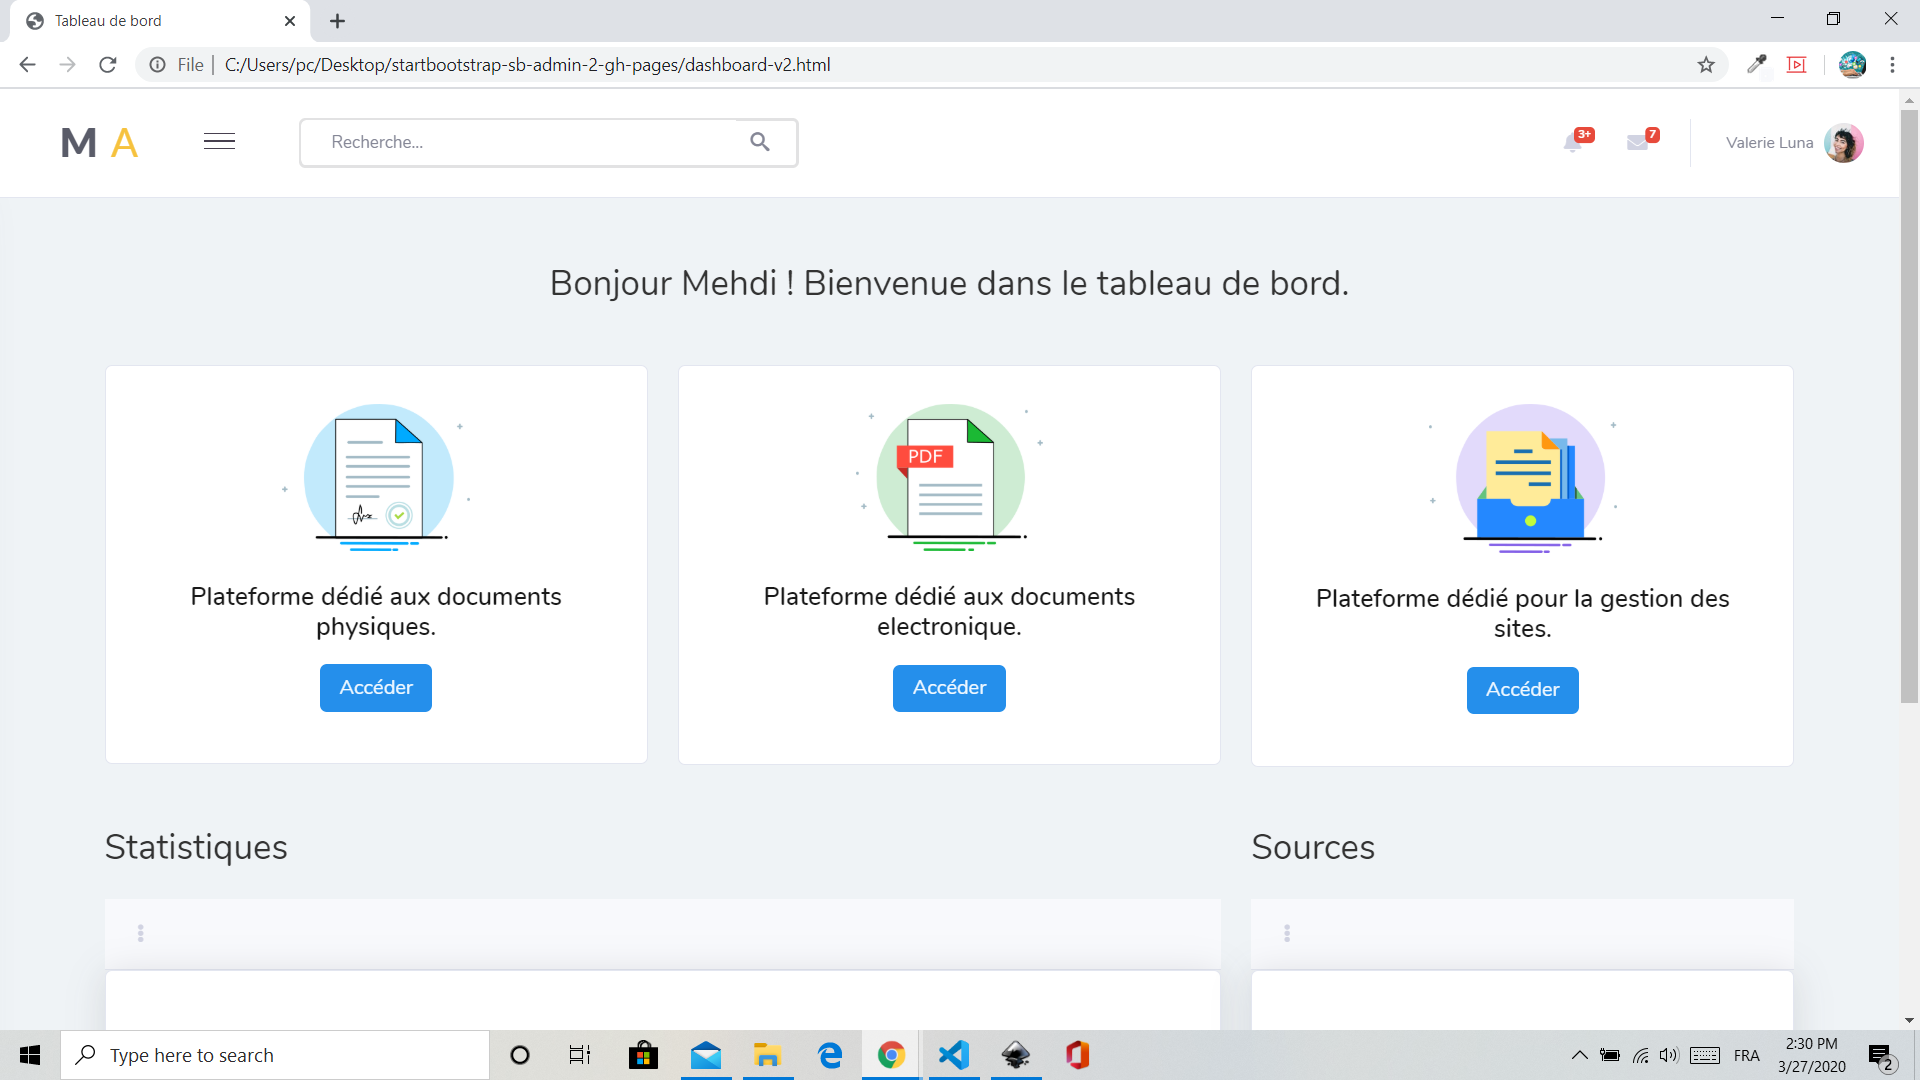 Tableau de bord
File
C:/Users/pc/Desktop/startbootstrap-sb-admin-2-gh-pages/dashboard-v2.html
M A
Recherche...
3+
7
Valerie Luna
Bonjour Mehdi ! Bienvenue dans le tableau de bord.
PDF
Plateforme dédié aux documents
physiques.
Accéder
Plateforme dédié aux documents
electronique.
Accéder
Plateforme dédié pour la gestion des
sites.
Accéder
Statistiques
Sources
Type here to search
FRA
2:30 PM
3/27/2020
2